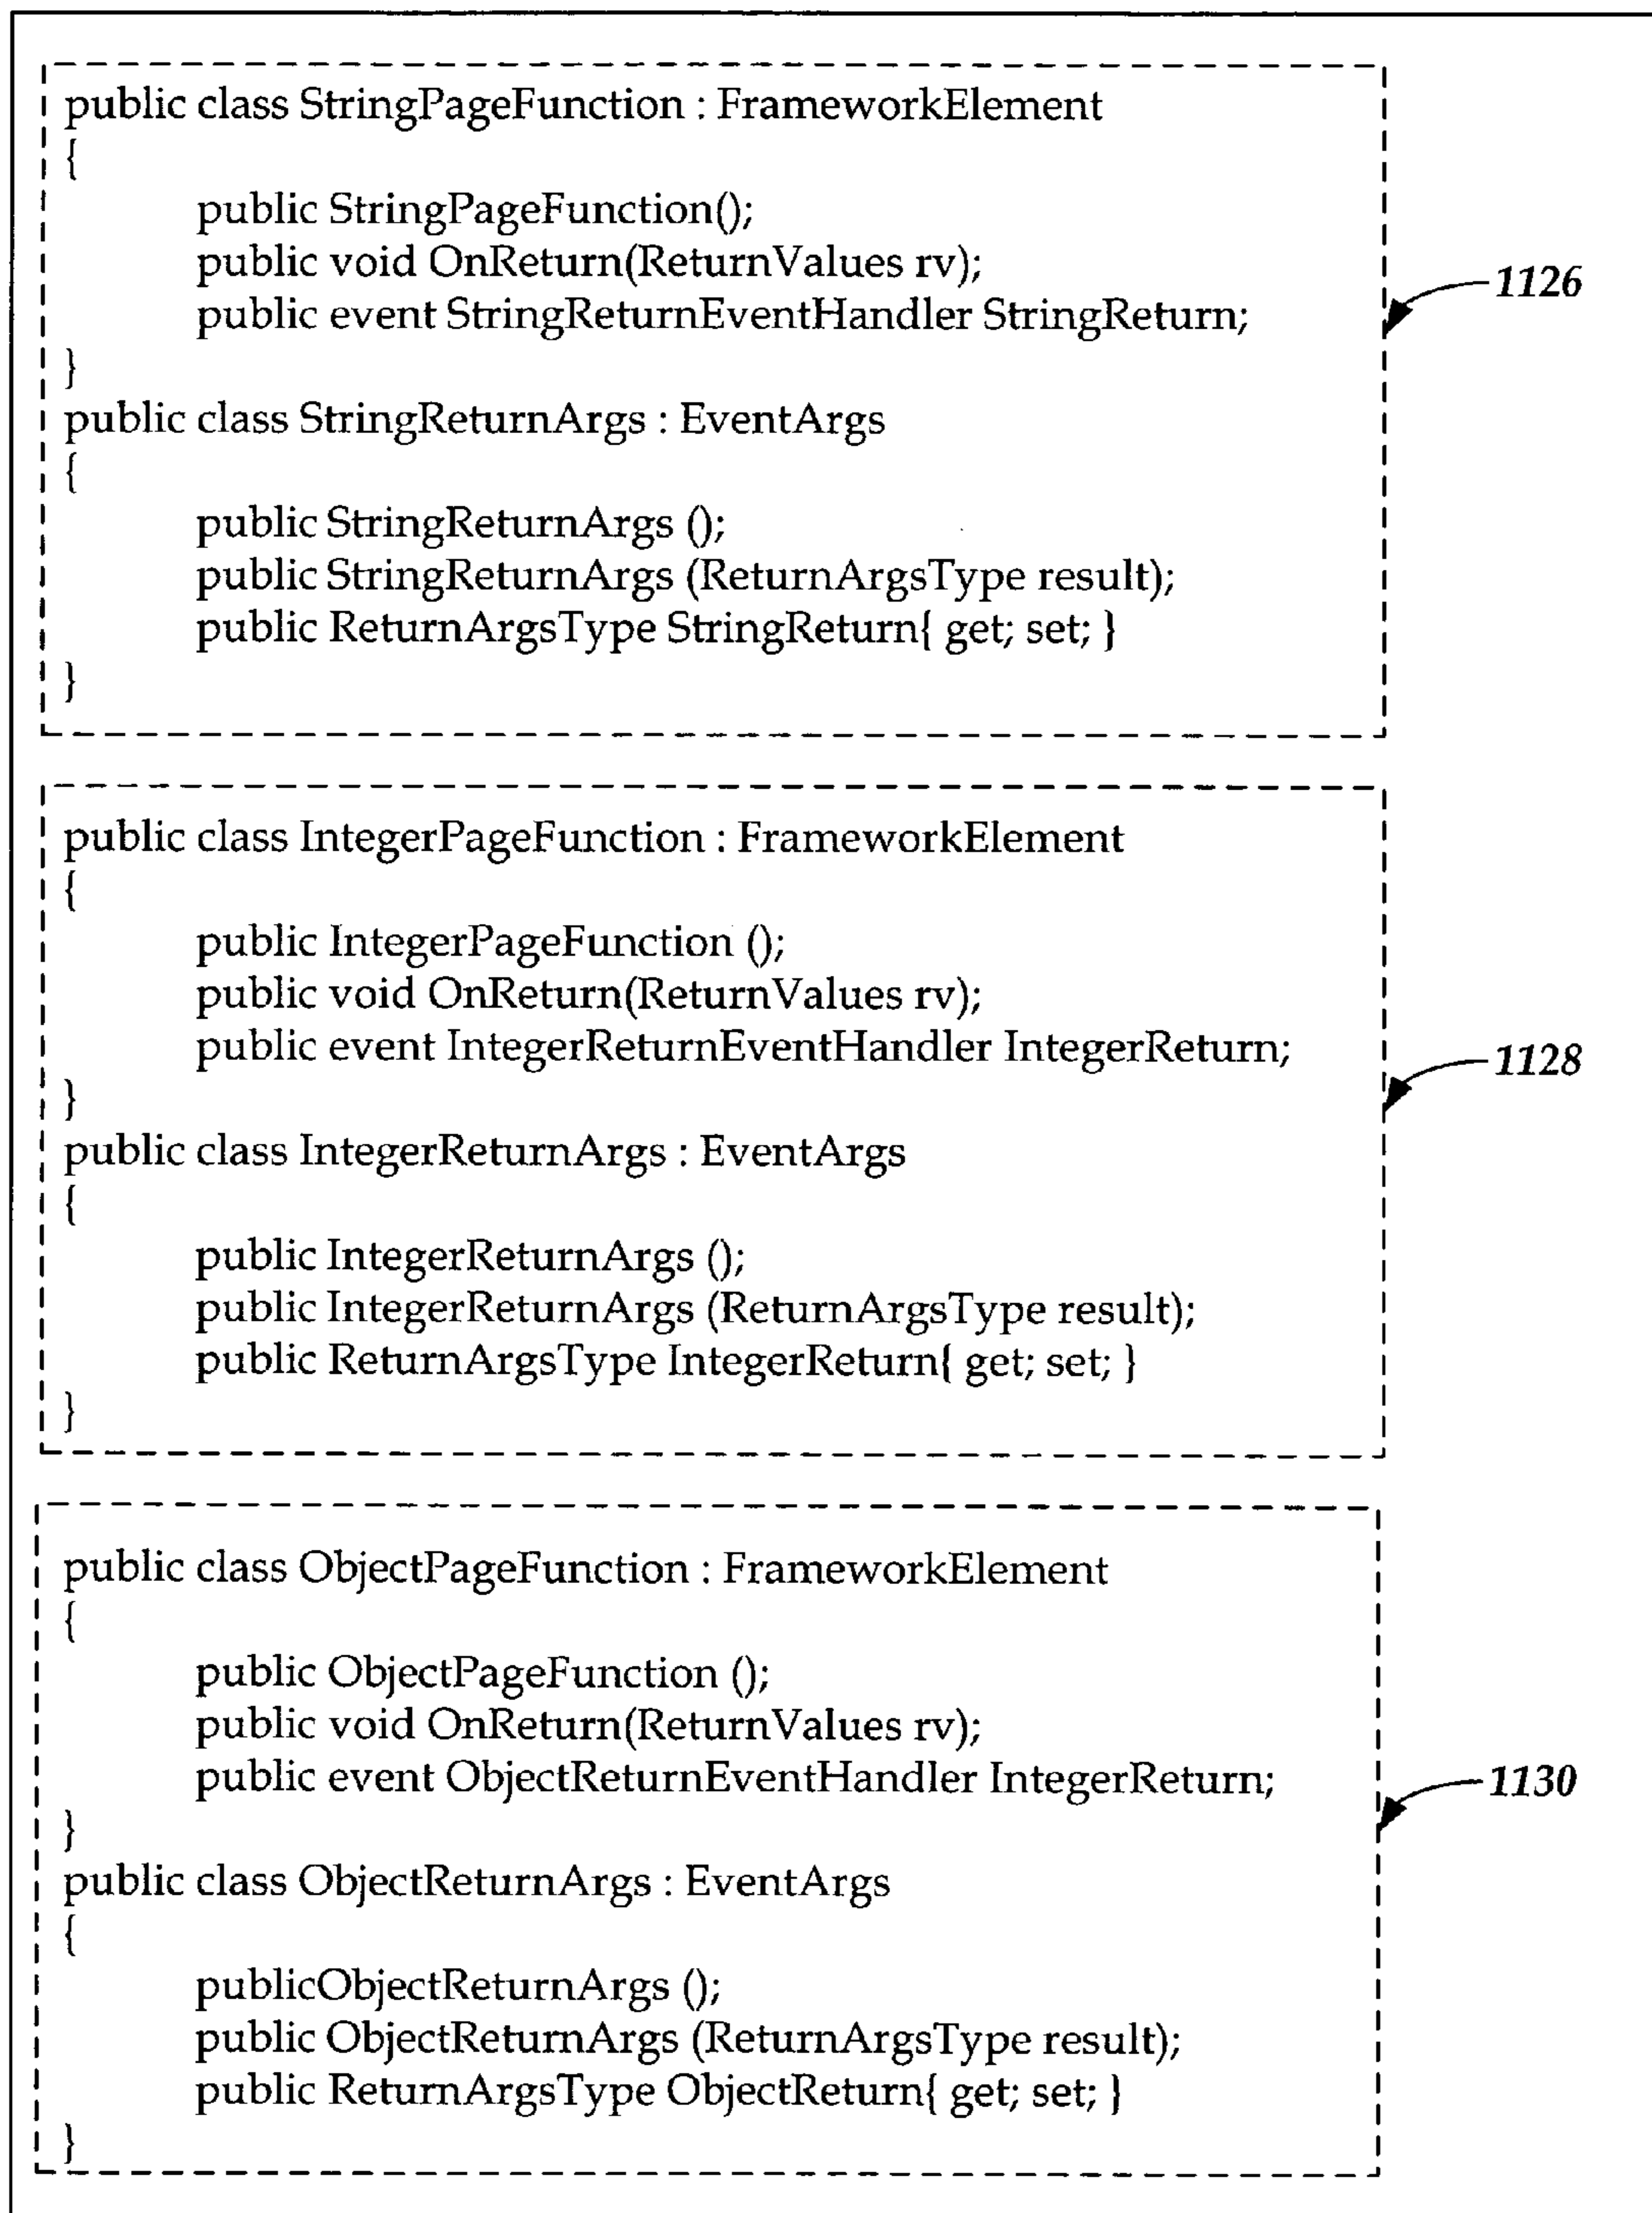 public class StringPageFunction : FrameworkElement
{
public StringPageFunction();
public void OnReturn(ReturnValues rv);
public event StringReturnEventHandler StringReturn;
}
public class StringReturnArgs : EventArgs
{
public StringReturnArgs ();
public StringReturnArgs (ReturnArgsType result);
public ReturnArgsType StringReturn{ get; set; }
}
1126
public class IntegerPageFunction : FrameworkElement
{
public IntegerPageFunction ();
public void OnReturn(ReturnValues rv);
public event IntegerReturnEventHandler IntegerReturn;
}
public class IntegerReturnArgs : EventArgs
{
public IntegerReturnArgs ();
public IntegerReturnArgs (ReturnArgsType result);
public ReturnArgsType IntegerReturn{ get; set; }
}
1128
public class ObjectPageFunction : FrameworkElement
{
public ObjectPageFunction ();
public void OnReturn(ReturnValues rv);
public event ObjectReturnEventHandler IntegerReturn;
}
public class ObjectReturnArgs : EventArgs
{
publicObjectReturnArgs ();
public ObjectReturnArgs (ReturnArgsType result);
public ReturnArgsType ObjectReturn{ get; set; }
}
1130